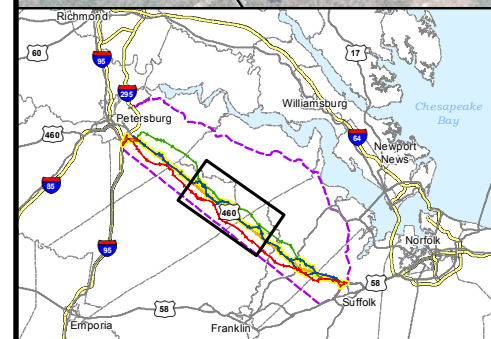 Richmond
60
95
17
295
Williamsburg
Petersburg
Chesapeake
Bay
460
64
Newport
News
85
460
95
Norfolk
58
58
Suffolk
Emporia
Franklin